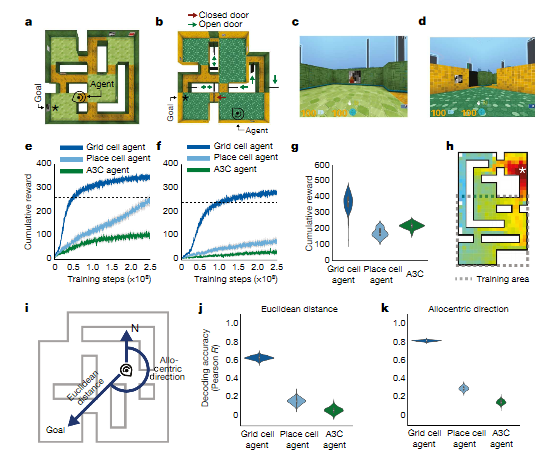 a
b
Closed door
Open door
c
d
Goal
Agent
Goal
Agent
100
100
100
e
Grid cell agent
Place cell agent
A3C agent
Cumulative reward
400
300
200
100
0
0 0.5 1.0 1.5 2.0 2.5
Training steps (×10⁸)
f
Grid cell agent
Place cell agent
A3C agent
400
300
200
100
0
0 0.5 1.0 1.5 2.0 2.5
Training steps (×10⁸)
g
Cumulative reward
600
500
400
300
200
100
0
Grid cell agent
Place cell agent
A3C
h
*
Training area
i
N
Allo-
centric
direction
Euclidean
distance
Goal
j
Euclidean distance
Decoding accuracy
(Pearson R)
1.0
0.8
0.6
0.4
0.2
0
Grid cell agent
Place cell agent
A3C agent
k
Allocentric direction
1.0
0.8
0.6
0.4
0.2
0
Grid cell agent
Place cell agent
A3C agent